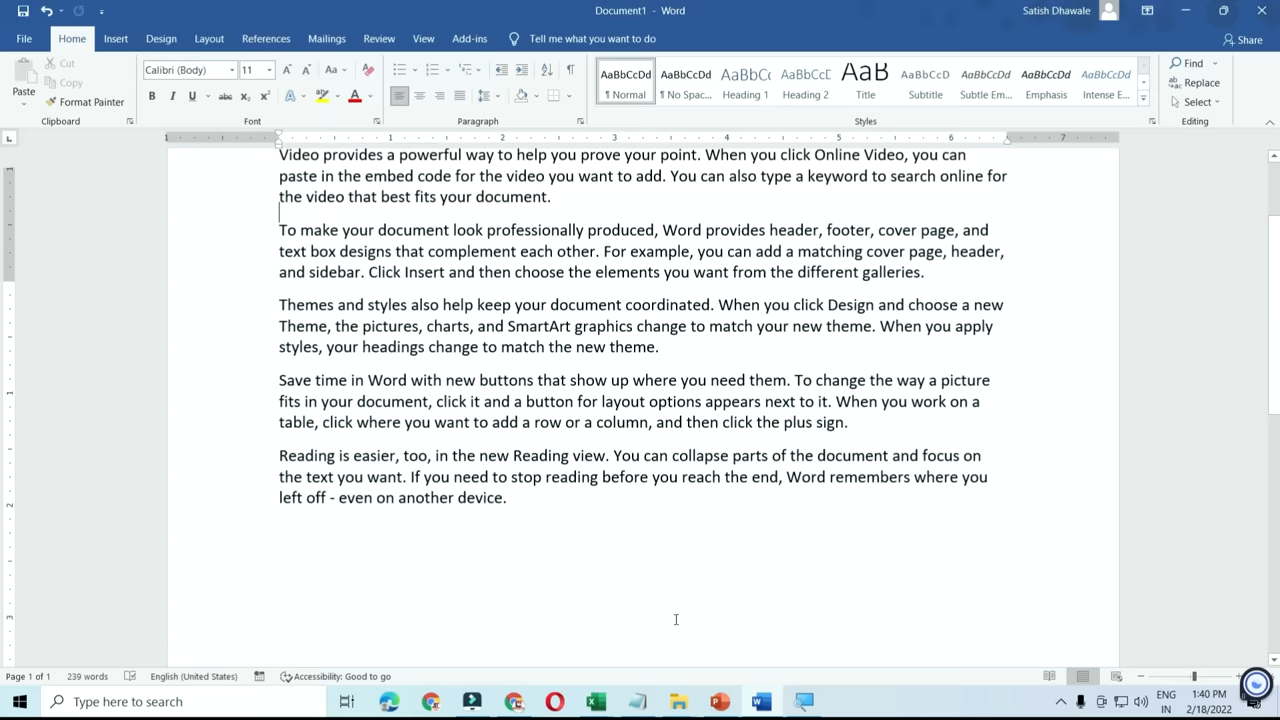 Document1 - Word
Satish Dhawale
File Home Insert Design Layout References Mailings Review View Add-ins Tell me what you want to do Share
Paste
Cut
Copy
Format Painter
Calibri (Body) 11 Aa
B I U abc X2 X2 A A
AaBbCcDd AaBbCcDd AaBbC( AaBbCcE AaB AaBbCcD AaBbCcDd AaBbCcDd AaBbCcDd
¶ Normal ¶ No Spac... Heading 1 Heading 2 Title Subtitle Subtle Em... Emphasis Intense E...
Find
Replace
Select
Clipboard Font Paragraph Styles Editing
1 1 2 3 4 5 6 7
Video provides a powerful way to help you prove your point. When you click Online Video, you can
paste in the embed code for the video you want to add. You can also type a keyword to search online for
the video that best fits your document.
To make your document look professionally produced, Word provides header, footer, cover page, and
text box designs that complement each other. For example, you can add a matching cover page, header,
and sidebar. Click Insert and then choose the elements you want from the different galleries.
Themes and styles also help keep your document coordinated. When you click Design and choose a new
Theme, the pictures, charts, and SmartArt graphics change to match your new theme. When you apply
styles, your headings change to match the new theme.
Save time in Word with new buttons that show up where you need them. To change the way a picture
fits in your document, click it and a button for layout options appears next to it. When you work on a
table, click where you want to add a row or a column, and then click the plus sign.
Reading is easier, too, in the new Reading view. You can collapse parts of the document and focus on
the text you want. If you need to stop reading before you reach the end, Word remembers where you
left off - even on another device.
Page 1 of 1 239 words English (United States) Accessibility: Good to go
Type here to search
ENG
IN
1:40 PM
2/18/2022